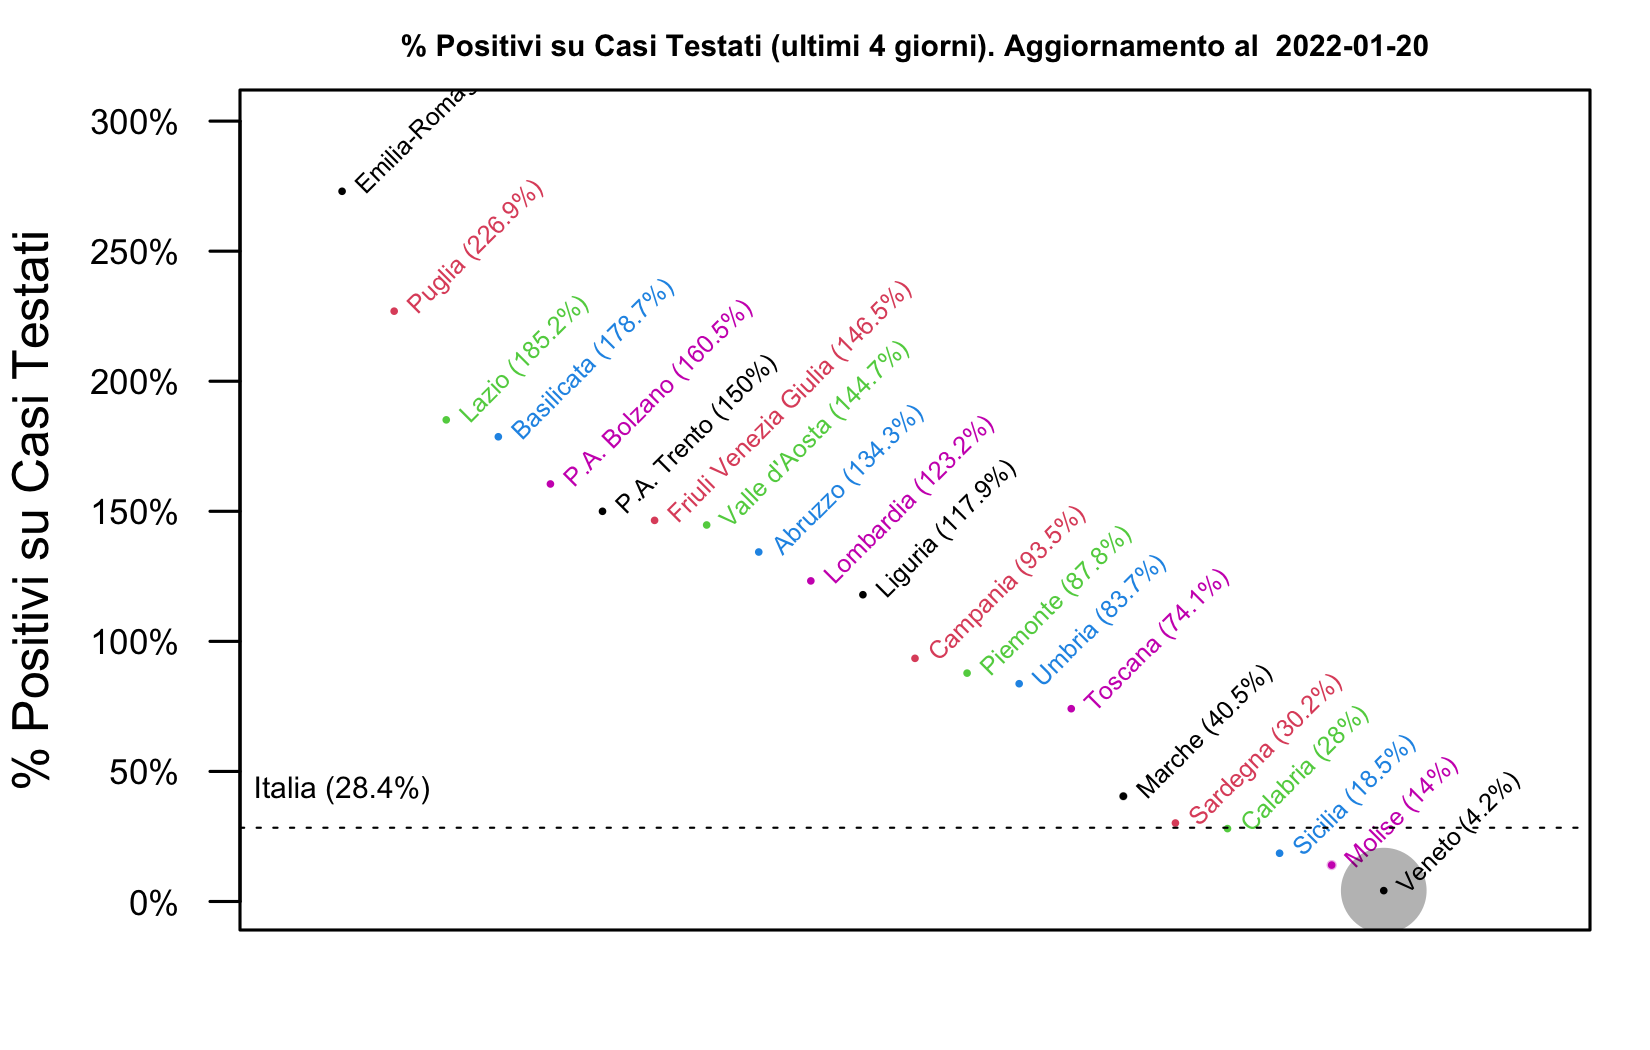 % Positivi su Casi Testati (ultimi 4 giorni). Aggiornamento al  2022-01-20
% Positivi su Casi Testati
300%
250%
200%
150%
100%
50%
0%
Emilia-Romag
Puglia (226.9%)
Lazio (185.2%)
Basilicata (178.7%)
P.A. Bolzano (160.5%)
P.A. Trento (150%)
Friuli Venezia Giulia (146.5%)
Valle d'Aosta (144.7%)
Abruzzo (134.3%)
Lombardia (123.2%)
Liguria (117.9%)
Campania (93.5%)
Piemonte (87.8%)
Umbria (83.7%)
Toscana (74.1%)
Marche (40.5%)
Sardegna (30.2%)
Calabria (28%)
Sicilia (18.5%)
Molise (14%)
Veneto (4.2%)
Italia (28.4%)